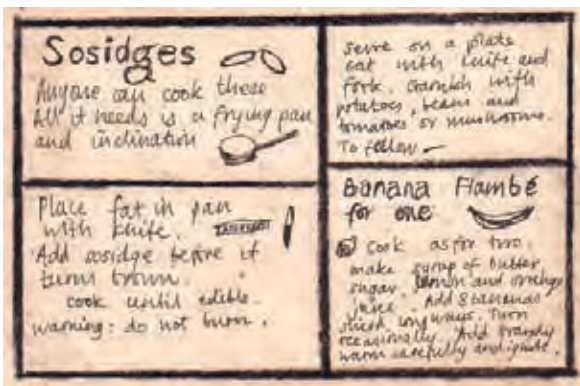 Sosidges
Anyone can cook these
All it needs is a frying pan
and inclination
Place fat in pan
with knife.
Add sosidge before it
turns brown.
cook until edible.
warning: do not burn.
Serve on a plate
eat with knife and
fork. Garnish with
potatoes, beans and
tomatoes or mushrooms.
To follow
Banana Flambé
for one
Cook as for two.
make syrup of butter
sugar lemon and orange
juice. Add 8 bananas
sliced longways. Turn
occasionally. Add brandy
warm carefully and ignite.